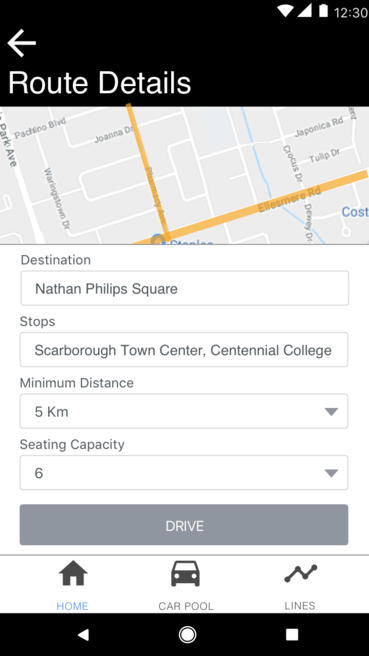 12:30
Route Details
Park Ave
Pachino Blvd
Joanna Dr
Japonica Rd
Crocus Dr
Tulip Dr
Waringstown Dr
Pharmacy Ave
Ellesmere Rd
Dewey Dr
Cost
Staples
Destination
Nathan Philips Square
Stops
Scarborough Town Center, Centennial College
Minimum Distance
5 Km
Seating Capacity
6
DRIVE
HOME
CAR POOL
LINES